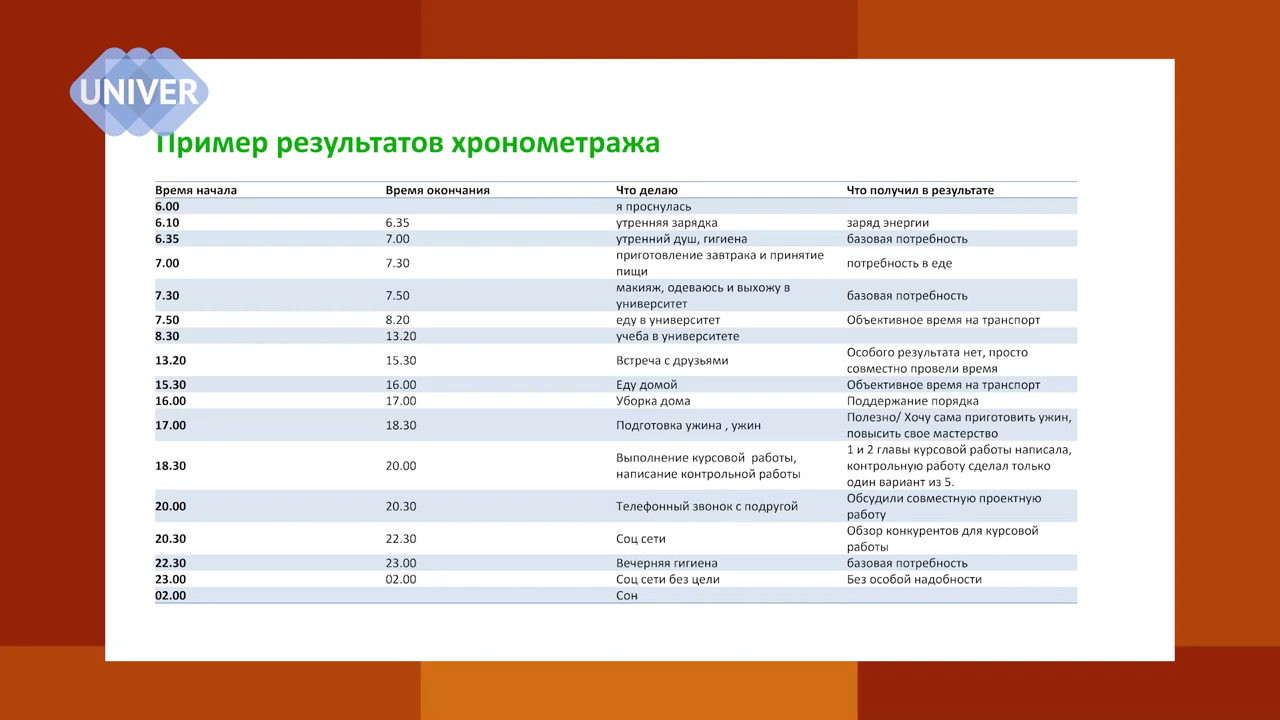 UNIVER
Пример результатов хронометража
Время начала Время окончания Что делаю Что получил в результате
6.00 я проснулась
6.10 6.35 утренняя зарядка заряд энергии
6.35 7.00 утренний душ, гигиена базовая потребность
7.00 7.30 приготовление завтрака и принятие
пищи потребность в еде
7.30 7.50 макияж, одеваюсь и выхожу в
университет базовая потребность
7.50 8.20 еду в университет Объективное время на транспорт
8.30 13.20 учеба в университете
13.20 15.30 Встреча с друзьями Особого результата нет, просто
совместно провели время
15.30 16.00 Еду домой Объективное время на транспорт
16.00 17.00 Уборка дома Поддержание порядка
17.00 18.30 Подготовка ужина , ужин Полезно/ Хочу сама приготовить ужин,
повысить свое мастерство
18.30 20.00 Выполнение курсовой  работы,
написание контрольной работы 1 и 2 главы курсовой работы написала,
контрольную работу сделал только
один вариант из 5.
20.00 20.30 Телефонный звонок с подругой Обсудили совместную проектную
работу
20.30 22.30 Соц сети Обзор конкурентов для курсовой
работы
22.30 23.00 Вечерняя гигиена базовая потребность
23.00 02.00 Соц сети без цели Без особой надобности
02.00 Сон